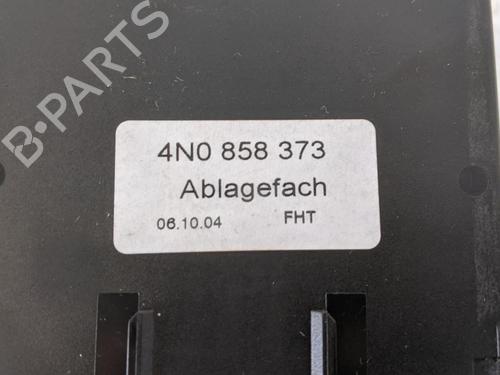 B-PARTS
4N0 858 373
Ablagefach
06.10.04 FHT